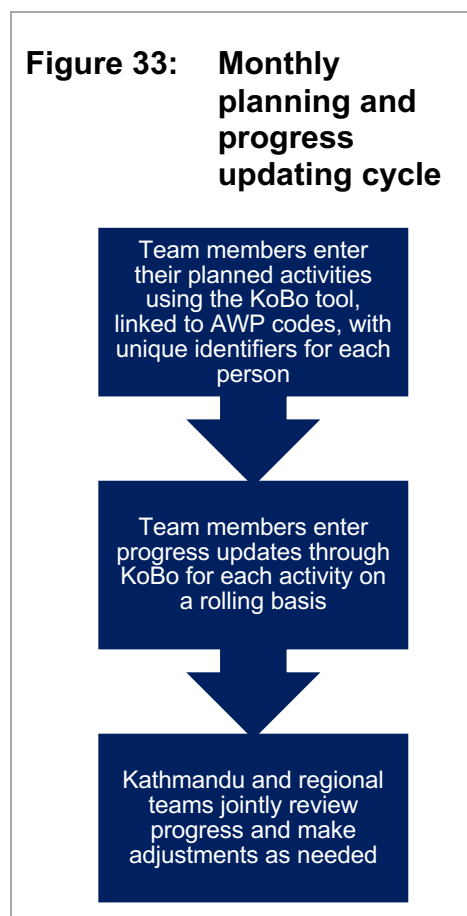 Figure 33: Monthly
planning and
progress
updating cycle
Team members enter
their planned activities
using the KoBo tool,
linked to AWP codes, with
unique identifiers for each
person
Team members enter
progress updates through
KoBo for each activity on
a rolling basis
Kathmandu and regional
teams jointly review
progress and make
adjustments as needed